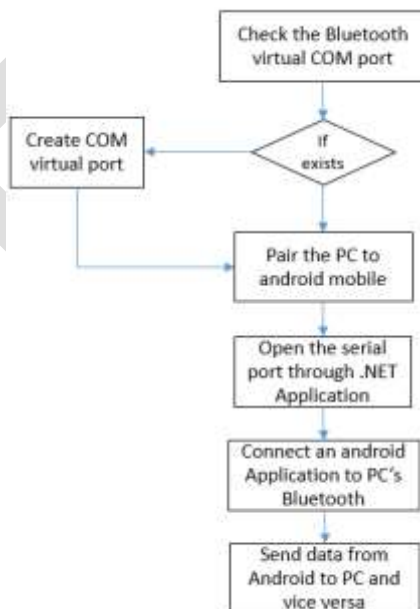 Check the Bluetooth
virtual COM port
If
exists
Create COM
virtual port
Pair the PC to
android mobile
Open the serial
port through .NET
Application
Connect an android
Application to PC's
Bluetooth
Send data from
Android to PC and
vice versa